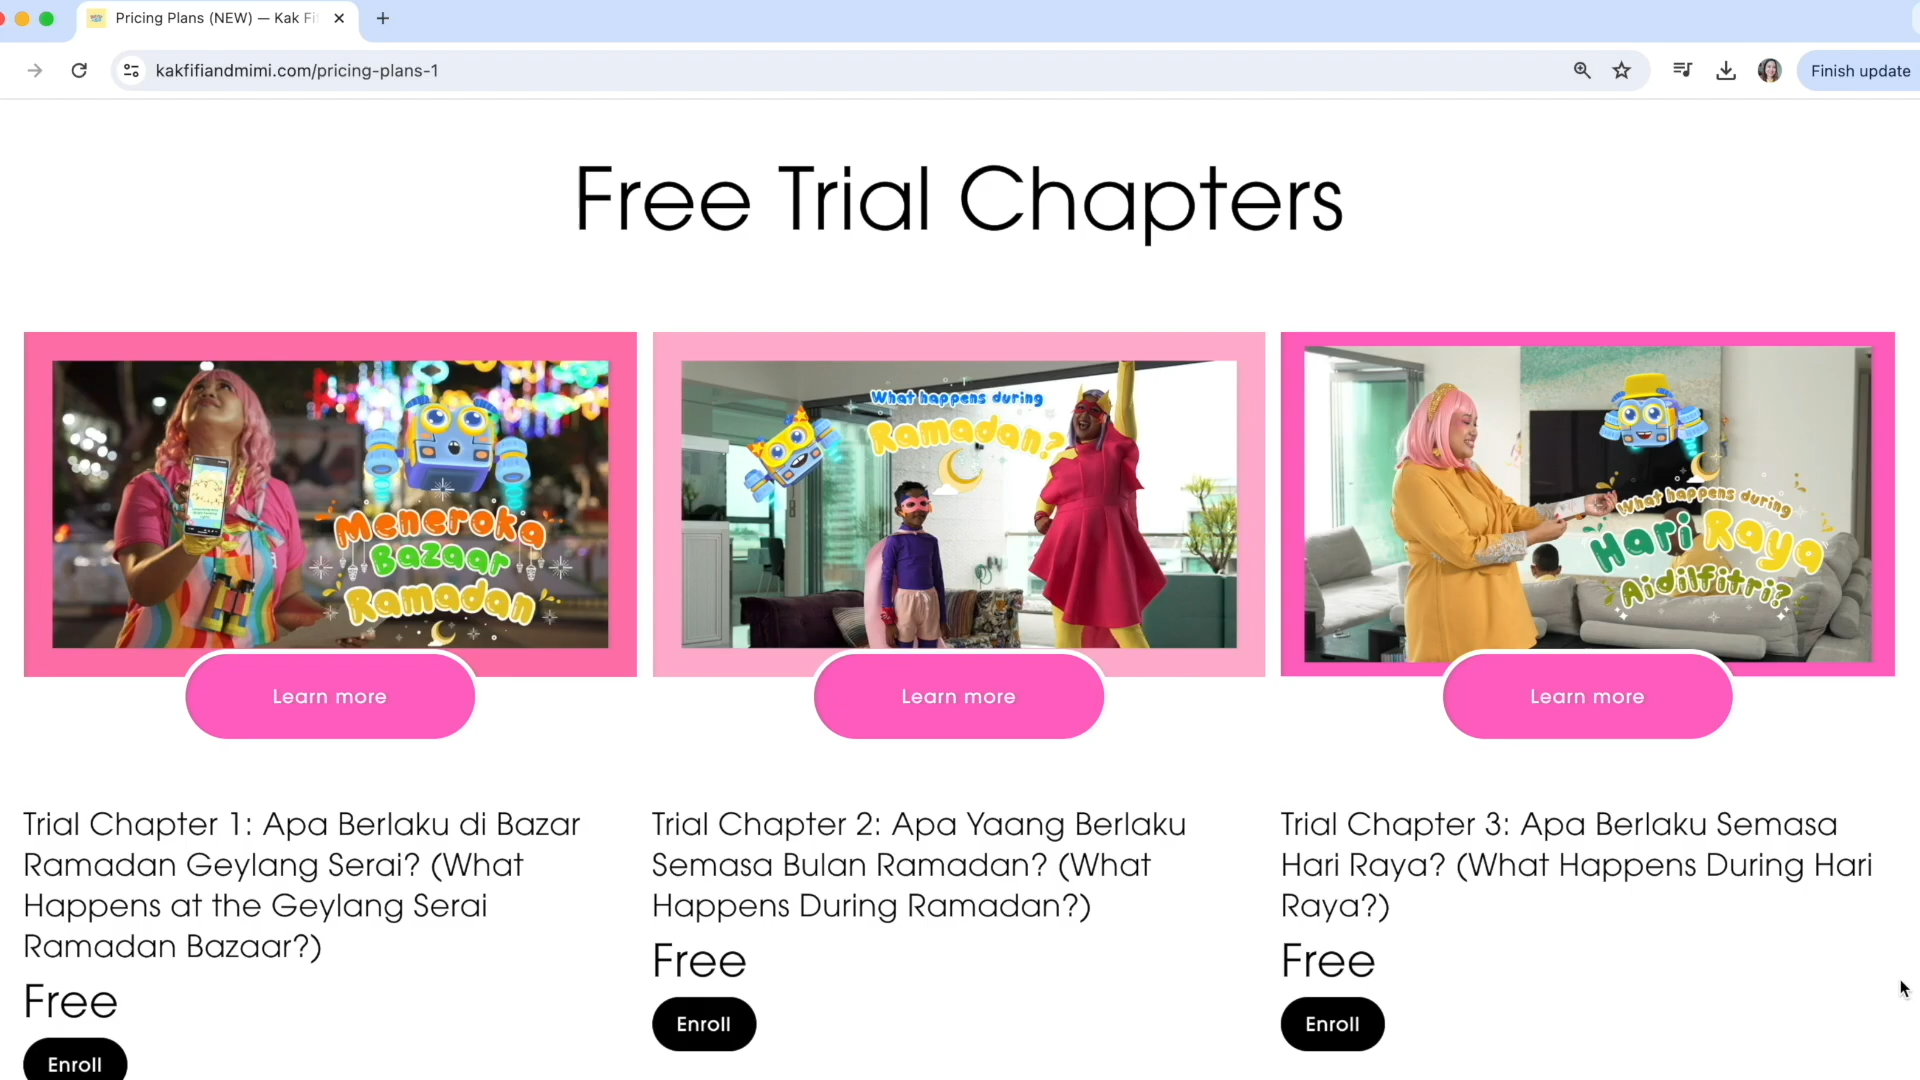 Pricing Plans (NEW) — Kak Fi
kakfifiandmimi.com/pricing-plans-1
Finish update
Free Trial Chapters
Meneroka
Bazaar
Ramadan
What happens during
Ramadan?
What happens during
Hari Raya
Aidilfitri?
Learn more
Learn more
Learn more
Trial Chapter 1: Apa Berlaku di Bazar
Ramadan Geylang Serai? (What
Happens at the Geylang Serai
Ramadan Bazaar?)
Free
Enroll
Trial Chapter 2: Apa Yaang Berlaku
Semasa Bulan Ramadan? (What
Happens During Ramadan?)
Free
Enroll
Trial Chapter 3: Apa Berlaku Semasa
Hari Raya? (What Happens During Hari
Raya?)
Free
Enroll